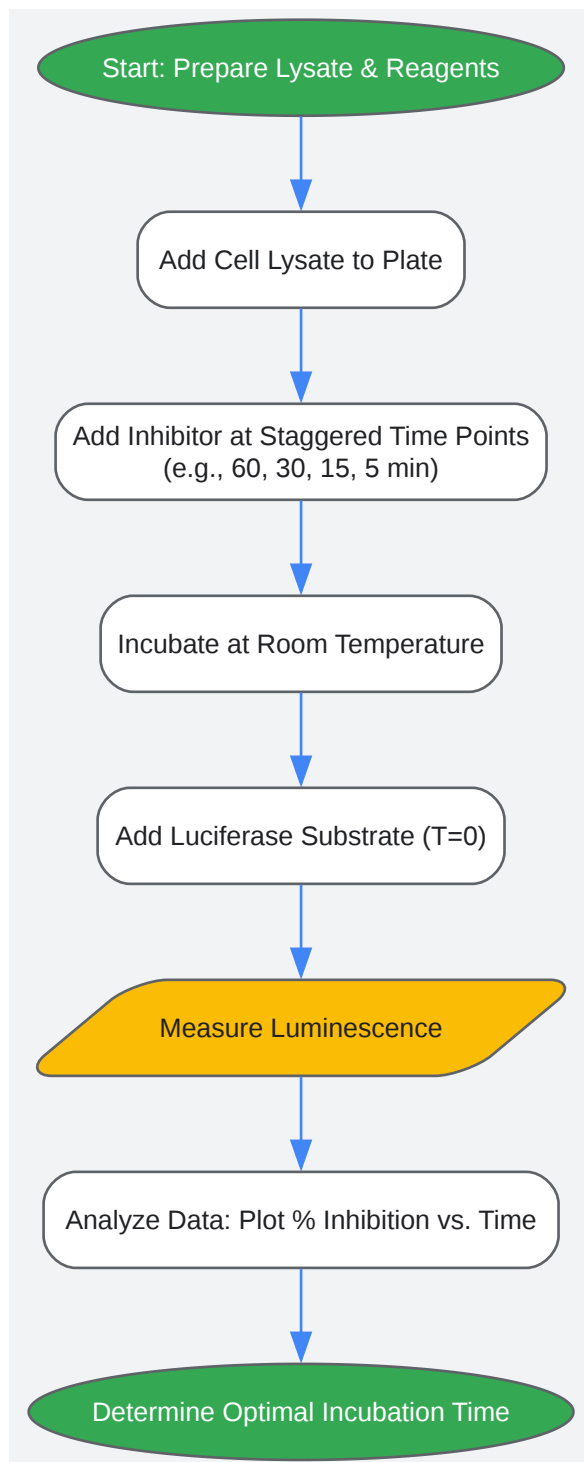 Start: Prepare Lysate & Reagents
Add Cell Lysate to Plate
Add Inhibitor at Staggered Time Points
(e.g., 60, 30, 15, 5 min)
Incubate at Room Temperature
Add Luciferase Substrate (T=0)
Measure Luminescence
Analyze Data: Plot % Inhibition vs. Time
Determine Optimal Incubation Time